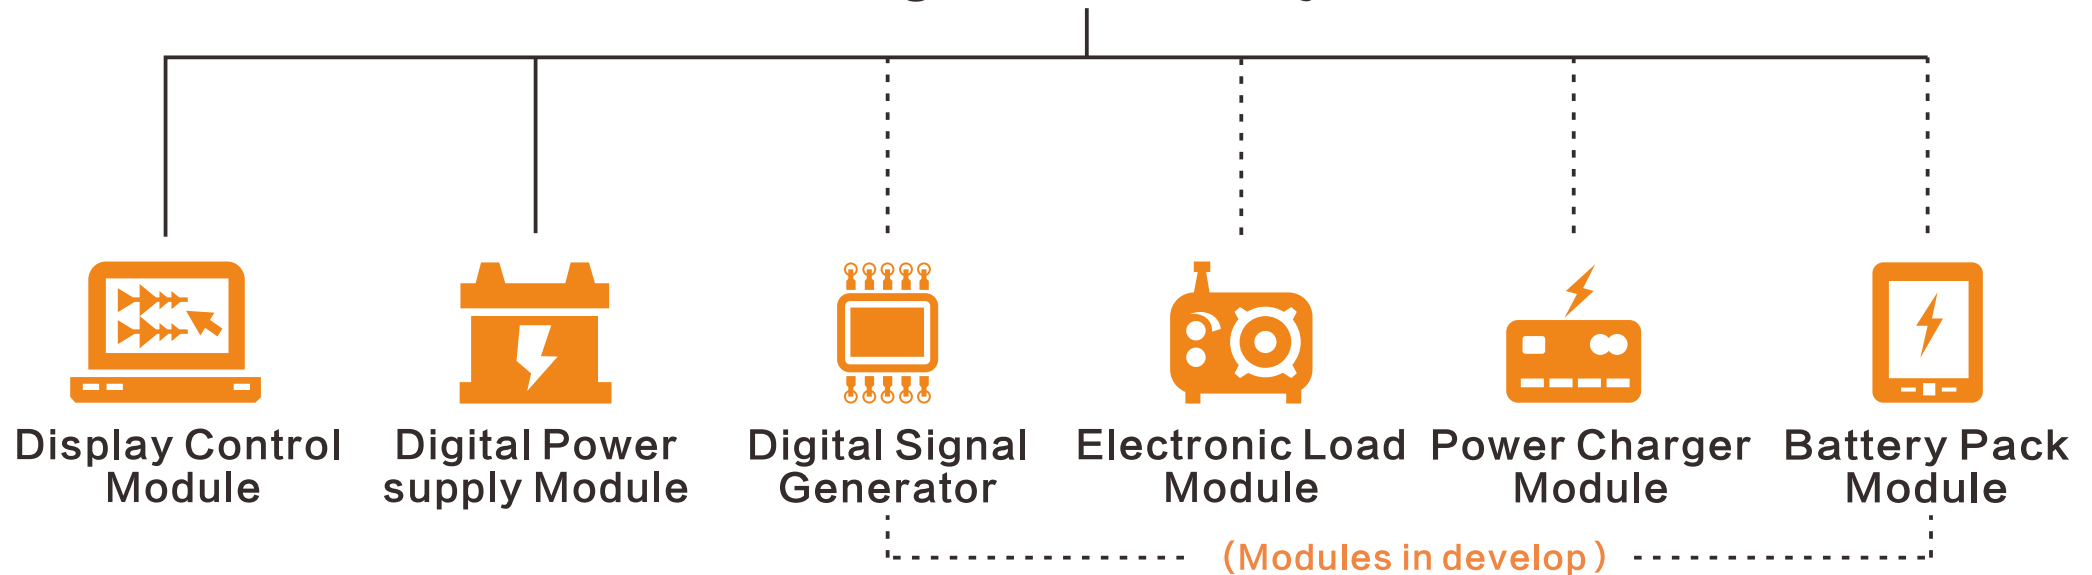 Display Control
Module
Digital Power
supply Module
Digital Signal
Generator
Electronic Load
Module
Power Charger
Module
Battery Pack
Module
(Modules in develop)